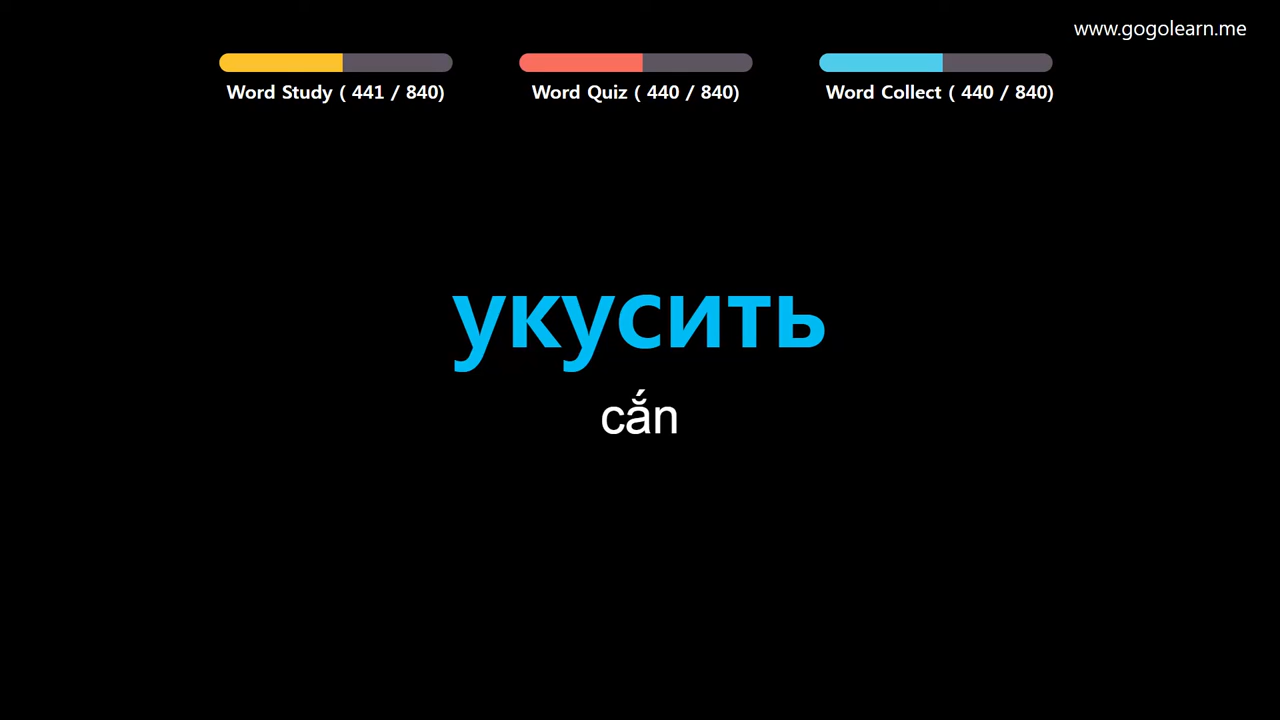 www.gogolearn.me
Word Study ( 441 / 840)
Word Quiz ( 440 / 840)
Word Collect ( 440 / 840)
укусить
cắn